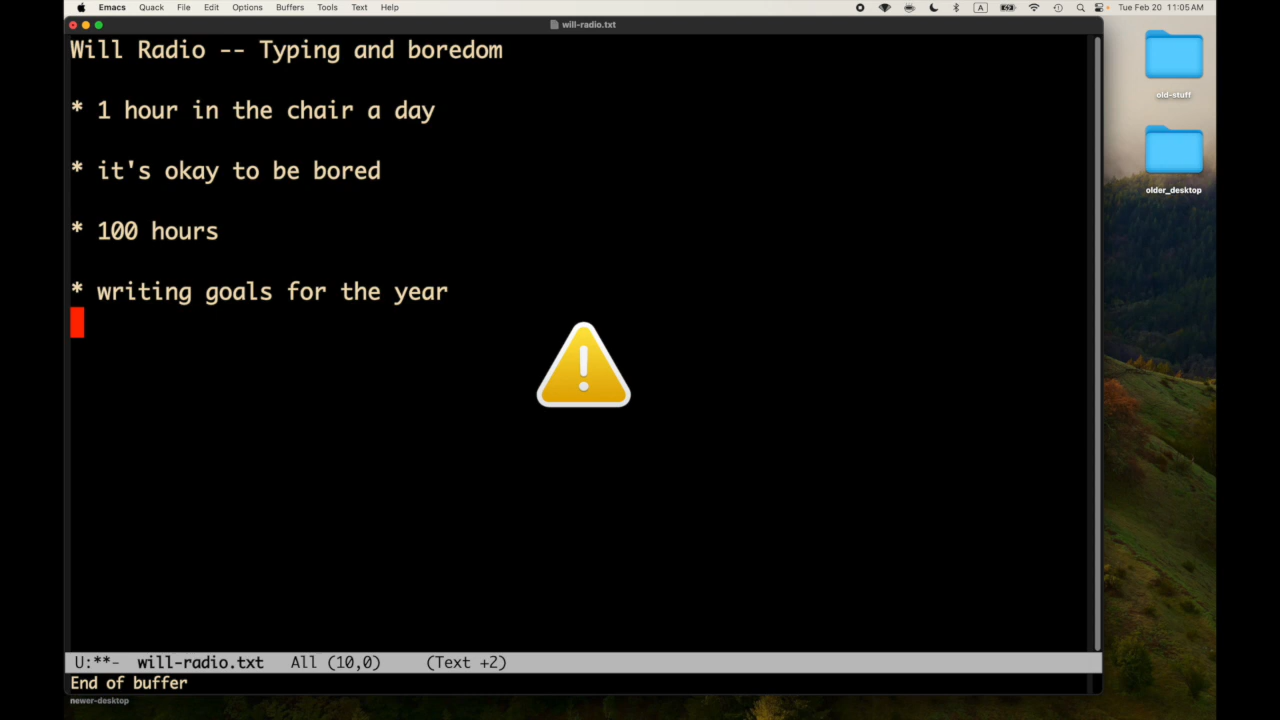 Emacs Quack File Edit Options Buffers Tools Text Help A Tue Feb 20 11:05 AM
will-radio.txt
Will Radio -- Typing and boredom
* 1 hour in the chair a day
* it's okay to be bored
* 100 hours
* writing goals for the year
U:**- will-radio.txt All (10,0) (Text +2)
End of buffer
old-stuff
older_desktop
newer-desktop